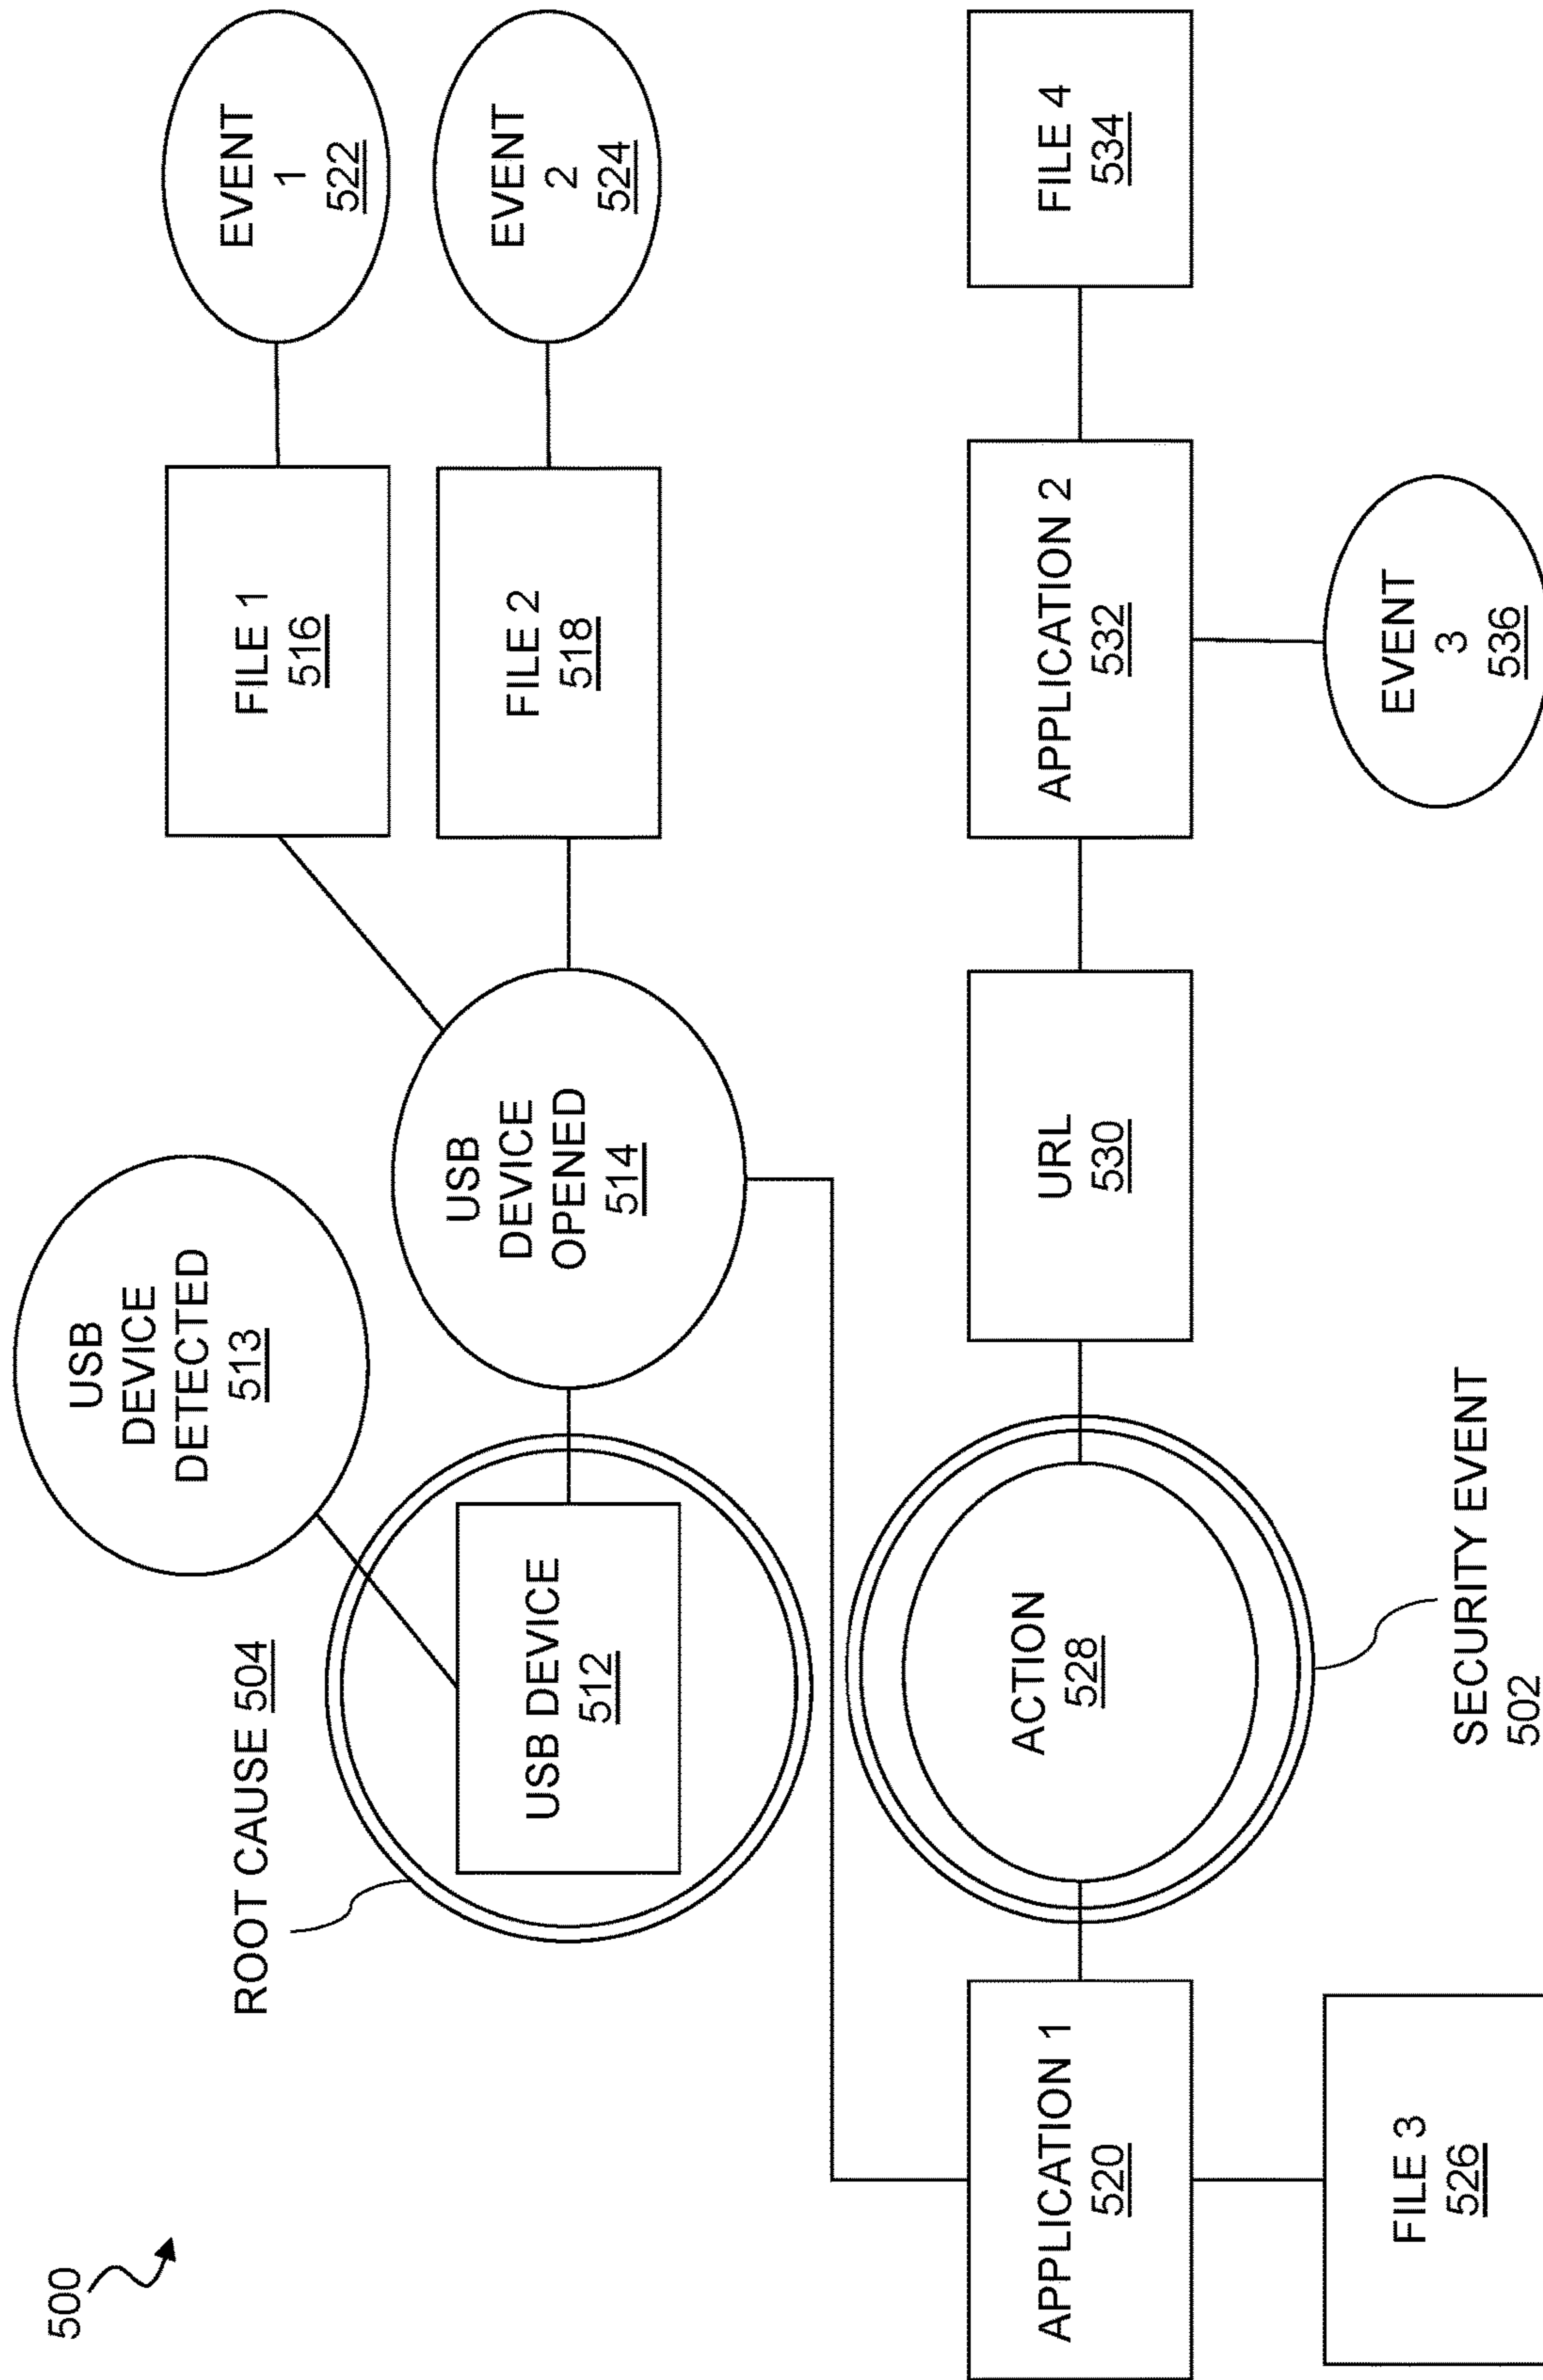 500
ROOT CAUSE 504
USB
DEVICE
DETECTED
513
USB DEVICE
512
USB
DEVICE
OPENED
514
FILE 1
516
EVENT
1
522
FILE 2
518
EVENT
2
524
APPLICATION 1
520
ACTION
528
URL
530
APPLICATION 2
532
FILE 4
534
FILE 3
526
SECURITY EVENT
502
EVENT
3
536